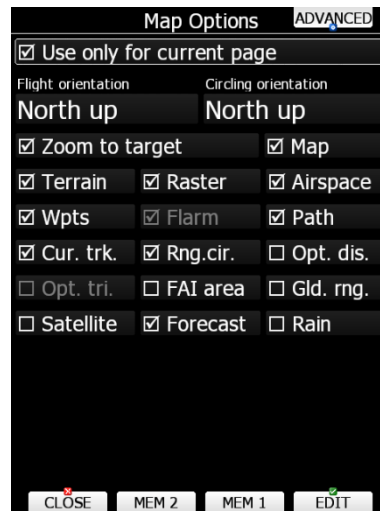 Map Options ADVANCED
Use only for current page
Flight orientation Circling orientation
North up North up
Zoom to target Map
Terrain Raster Airspace
Wpts Flarm Path
Cur. trk. Rng.cir. Opt. dis.
Opt. tri. FAI area Gld. rng.
Satellite Forecast Rain
CLOSE MEM 2 MEM 1 EDIT